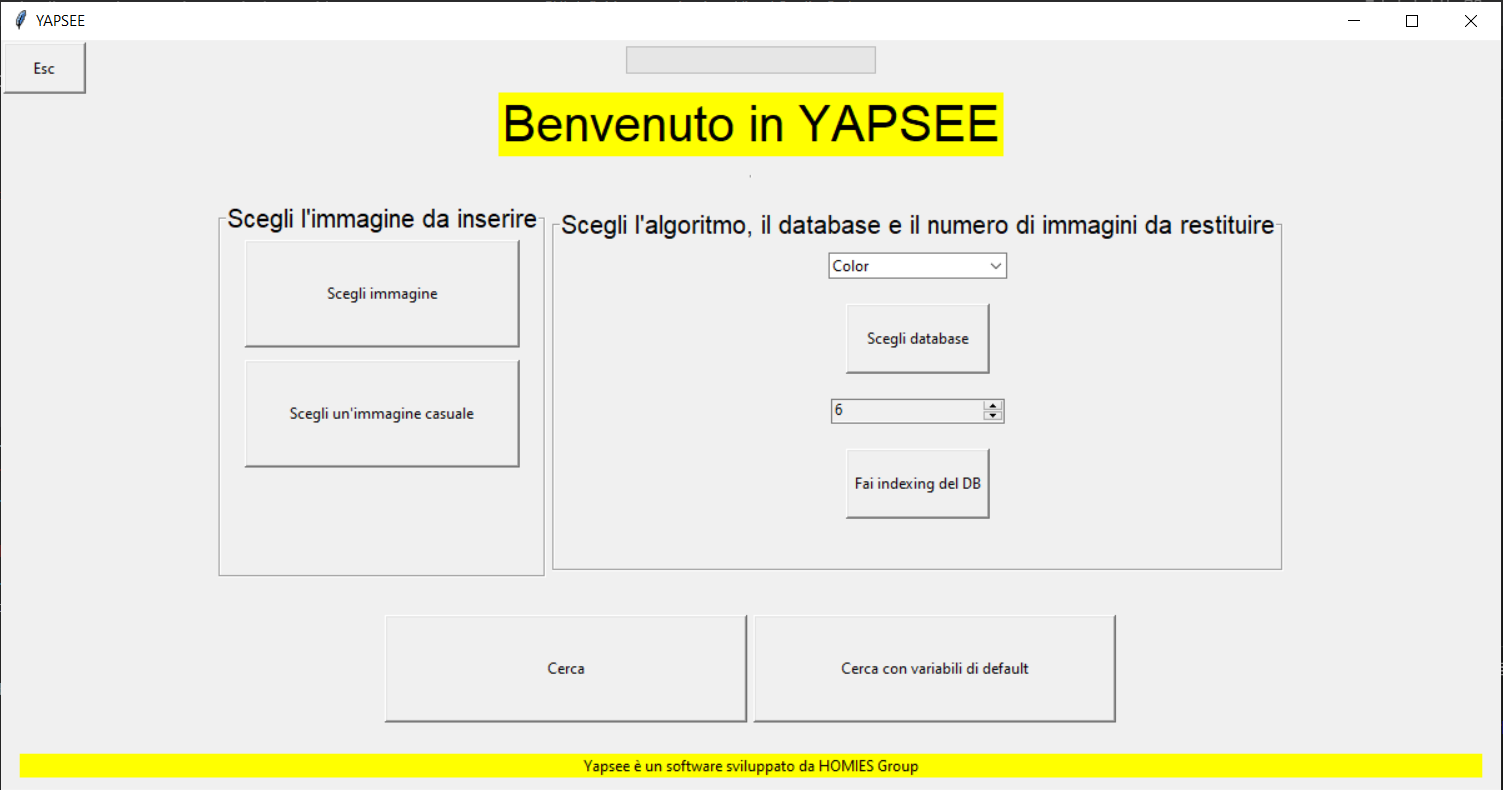 YAPSEE
Esc
Benvenuto in YAPSEE
Scegli l'immagine da inserire
Scegli immagine
Scegli un'immagine casuale
Scegli l'algoritmo, il database e il numero di immagini da restituire
Color
Scegli database
6
Fai indexing del DB
Cerca
Cerca con variabili di default
Yapsee è un software sviluppato da HOMIES Group